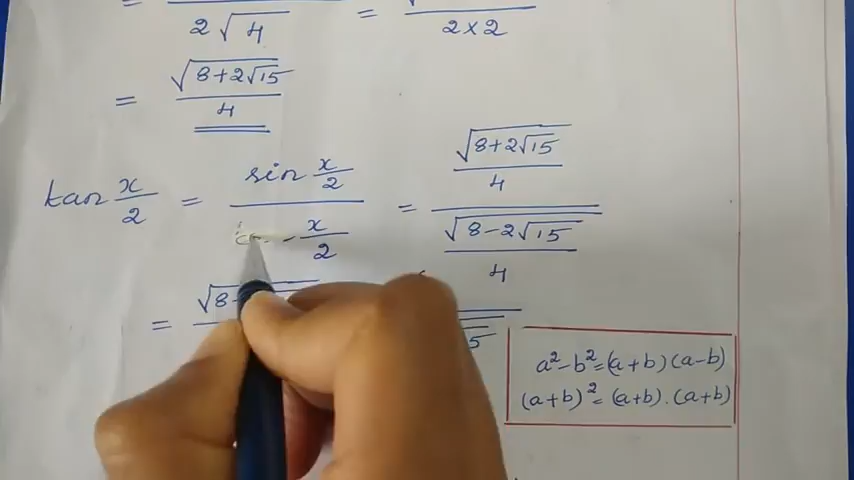 = 2√4 = √ 2×2
= √8+2√15 / 4
tan x/2 = sin x/2 / x/2 = √8+2√15 / 4 / √8-2√15 / 4
= √8
a²-b²=(a+b)(a-b)
(a+b)²=(a+b).(a+b)